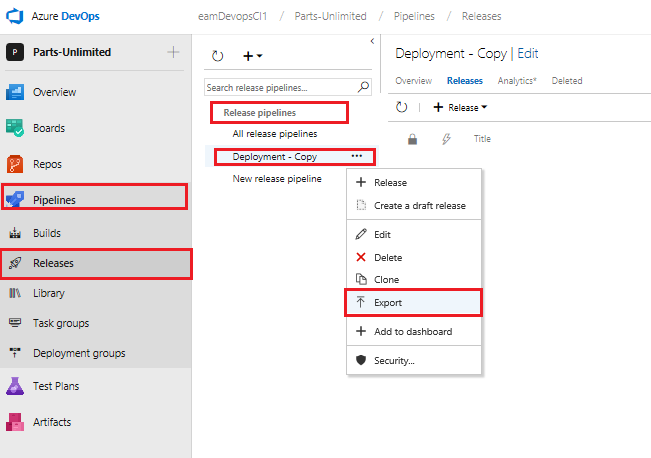 Azure DevOps
eamDevopsCI1 / Parts-Unlimited / Pipelines / Releases
P Parts-Unlimited
Overview
Boards
Repos
Pipelines
Builds
Releases
Library
Task groups
Deployment groups
Test Plans
Artifacts
Search release pipelines...
Release pipelines
All release pipelines
Deployment - Copy ...
New release pipeline
Release
Create a draft release
Edit
Delete
Clone
Export
Add to dashboard
Security...
Deployment - Copy | Edit
Overview Releases Analytics* Deleted
Release
Title